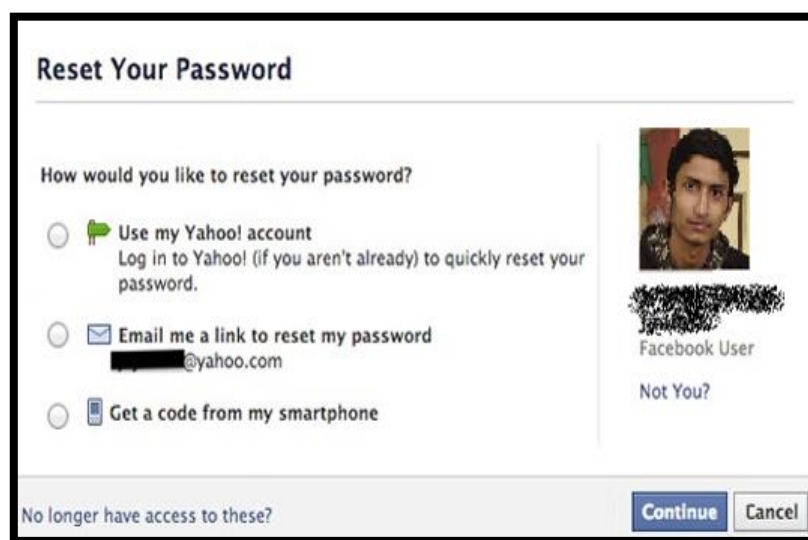 Reset Your Password
How would you like to reset your password?
Use my Yahoo! account
Log in to Yahoo! (if you aren't already) to quickly reset your
password.
Email me a link to reset my password
@yahoo.com
Get a code from my smartphone
Facebook User
Not You?
No longer have access to these?
Continue
Cancel